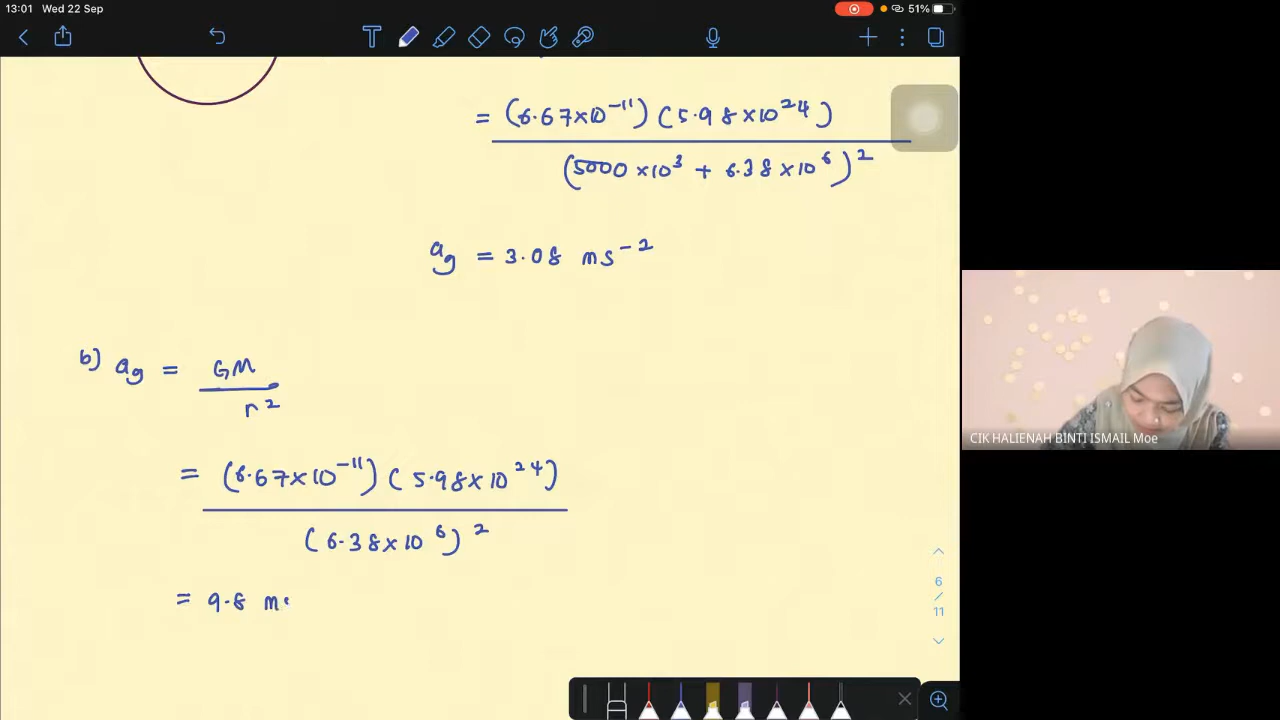 13:01 Wed 22 Sep
51%
= (6.67×10⁻¹¹) (5.98×10²⁴)
(5000×10³ + 6.38×10⁶)²
a_g = 3.08 ms⁻²
b) a_g = GM
r²
= (6.67×10⁻¹¹) (5.98×10²⁴)
(6.38×10⁶)²
= 9.8 m
CIK HALIENAH BINTI ISMAIL Moe
6
/
11